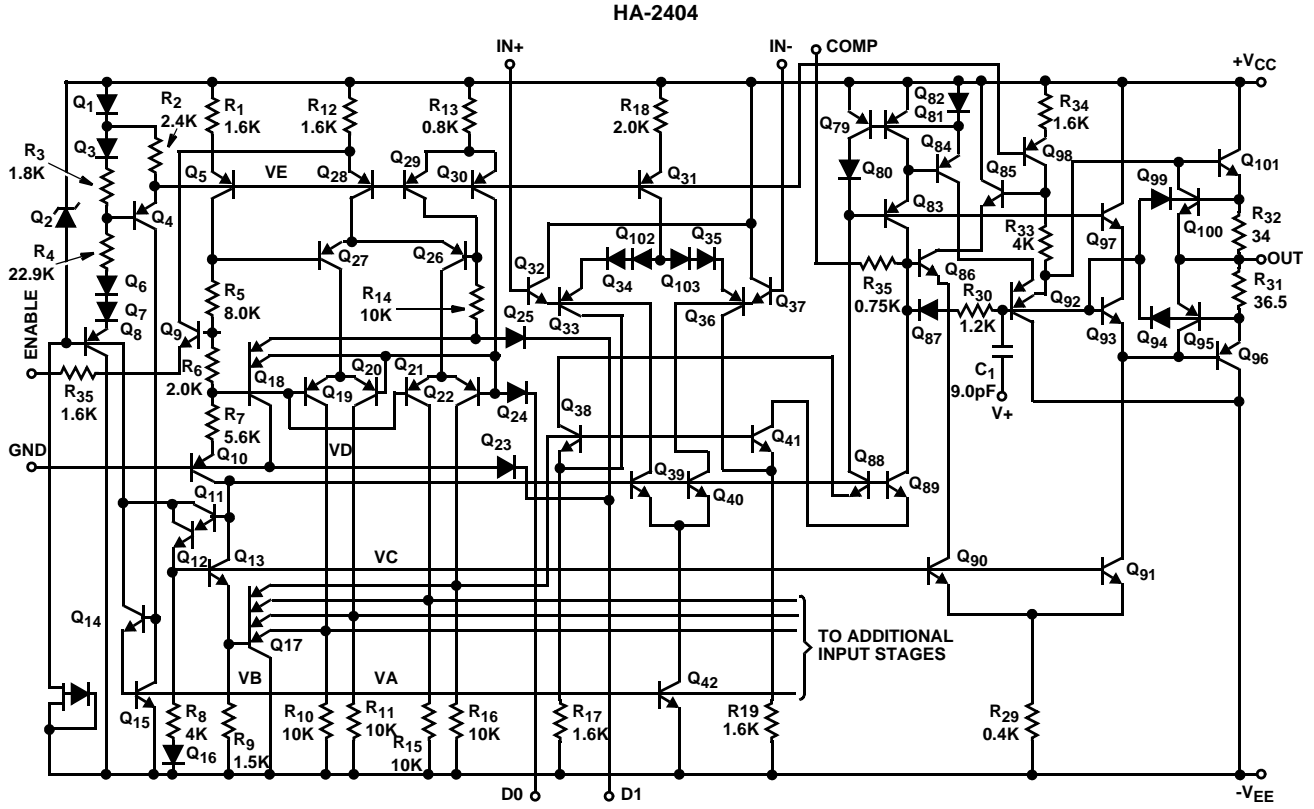 HA-2404
IN+
IN-
COMP
+VCC
Q1
R2
2.4K
R1
1.6K
R12
1.6K
R13
0.8K
R18
2.0K
Q82
Q81
R34
1.6K
Q79
Q3
R3
1.8K
Q5
VE
Q28
Q29
Q30
Q31
Q84
Q85
Q98
Q101
Q80
Q99
Q2
Q4
Q83
R33
4K
Q97
Q100
R32
34
R4
22.9K
Q27
Q26
Q102
Q35
OUT
Q32
Q34
Q103
Q37
R35
0.75K
Q86
Q92
R31
36.5
Q6
R5
8.0K
R14
10K
Q33
Q36
R30
1.2K
Q87
Q93
Q94
Q95
Q96
ENABLE
Q7
Q8
Q9
Q25
C1
9.0pF
V+
R35
1.6K
R6
2.0K
Q18
Q20
Q19
Q21
Q22
Q24
Q38
Q41
R7
5.6K
VD
Q23
GND
Q10
Q39
Q40
Q88
Q89
Q11
Q12
Q13
VC
Q90
Q91
Q14
Q17
TO ADDITIONAL
INPUT STAGES
VB
VA
Q42
Q15
R8
4K
R9
1.5K
R10
10K
R11
10K
R15
10K
R16
10K
R17
1.6K
R19
1.6K
R29
0.4K
Q16
D0
D1
-VEE